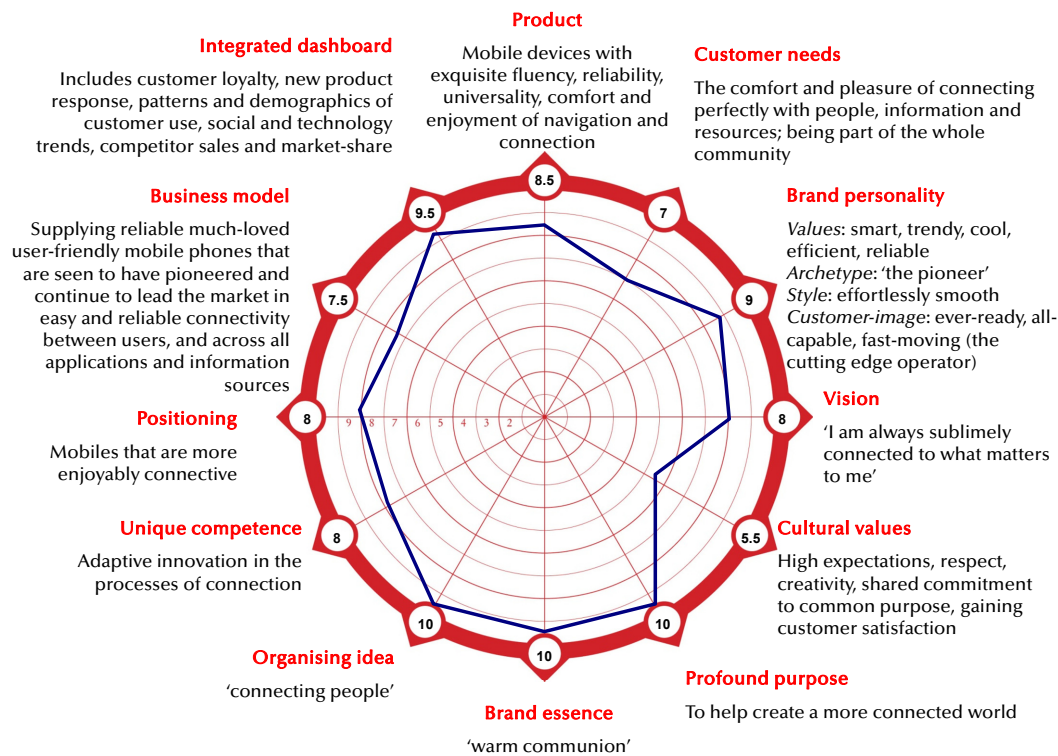 Product
Mobile devices with
exquisite fluency, reliability,
universality, comfort and
enjoyment of navigation and
connection
8.5
Customer needs
The comfort and pleasure of connecting
perfectly with people, information and
resources; being part of the whole
community
7
Brand personality
Values: smart, trendy, cool,
efficient, reliable
Archetype: ‘the pioneer’
Style: effortlessly smooth
Customer-image: ever-ready, all-
capable, fast-moving (the
cutting edge operator)
9
Vision
‘I am always sublimely
connected to what matters
to me’
8
Cultural values
High expectations, respect,
creativity, shared commitment
to common purpose, gaining
customer satisfaction
5.5
Profound purpose
To help create a more connected world
10
Brand essence
‘warm communion’
10
Organising idea
‘connecting people’
10
Unique competence
Adaptive innovation in the
processes of connection
8
Positioning
Mobiles that are more
enjoyably connective
8
Business model
Supplying reliable much-loved
user-friendly mobile phones that
are seen to have pioneered and
continue to lead the market in
easy and reliable connectivity
between users, and across all
applications and information
sources
7.5
Integrated dashboard
Includes customer loyalty, new product
response, patterns and demographics of
customer use, social and technology
trends, competitor sales and market-share
9.5
9 8 7 6 5 4 3 2